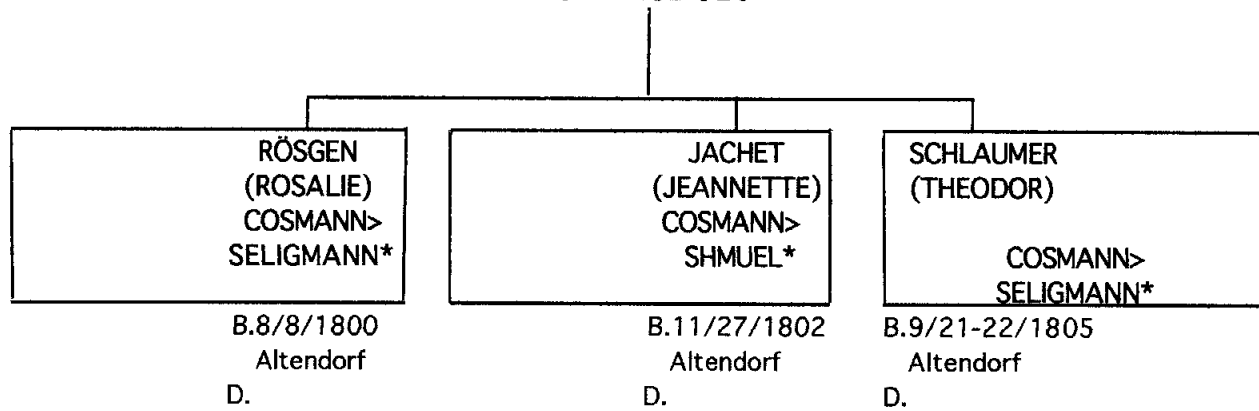 RÖSGEN
(ROSALIE)
COSMANN>
SELIGMANN*
B.8/8/1800
Altendorf
D.
JACHET
(JEANNETTE)
COSMANN>
SHMUEL*
B.11/27/1802
Altendorf
D.
SCHLAUMER
(THEODOR)
COSMANN>
SELIGMANN*
B.9/21-22/1805
Altendorf
D.